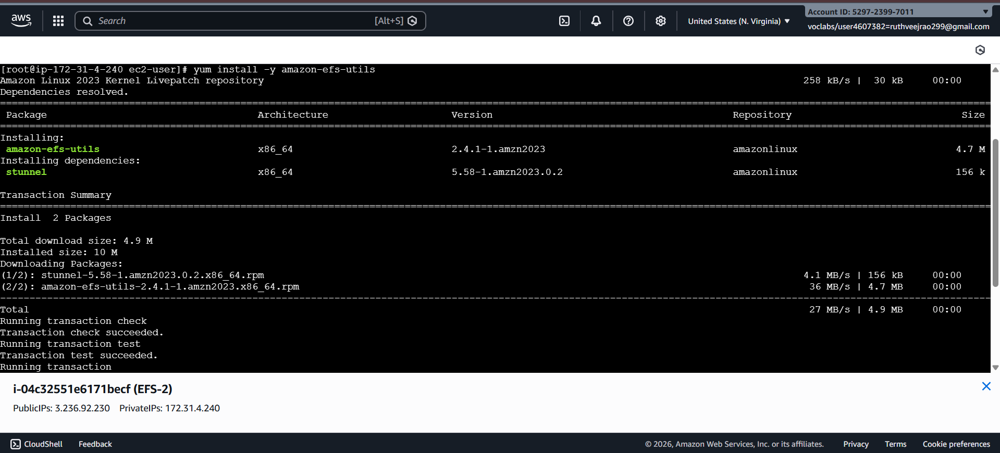 aws
Search [Alt+S]
United States (N. Virginia)
Account ID: 5297-2399-7011
voclabs/user4607382=ruthveejrao299@gmail.com
[root@ip-172-31-4-240 ec2-user]# yum install -y amazon-efs-utils
Amazon Linux 2023 Kernel Livepatch repository 258 kB/s | 30 kB 00:00
Dependencies resolved.
Package Architecture Version Repository Size
Installing:
amazon-efs-utils x86_64 2.4.1-1.amzn2023 amazonlinux 4.7 M
Installing dependencies:
stunnel x86_64 5.58-1.amzn2023.0.2 amazonlinux 156 k
Transaction Summary
Install 2 Packages
Total download size: 4.9 M
Installed size: 10 M
Downloading Packages:
(1/2): stunnel-5.58-1.amzn2023.0.2.x86_64.rpm 4.1 MB/s | 156 kB 00:00
(2/2): amazon-efs-utils-2.4.1-1.amzn2023.x86_64.rpm 36 MB/s | 4.7 MB 00:00
Total 27 MB/s | 4.9 MB 00:00
Running transaction check
Transaction check succeeded.
Running transaction test
Transaction test succeeded.
Running transaction
i-04c32551e6171becf (EFS-2)
PublicIPs: 3.236.92.230 PrivateIPs: 172.31.4.240
CloudShell Feedback © 2026, Amazon Web Services, Inc. or its affiliates. Privacy Terms Cookie preferences